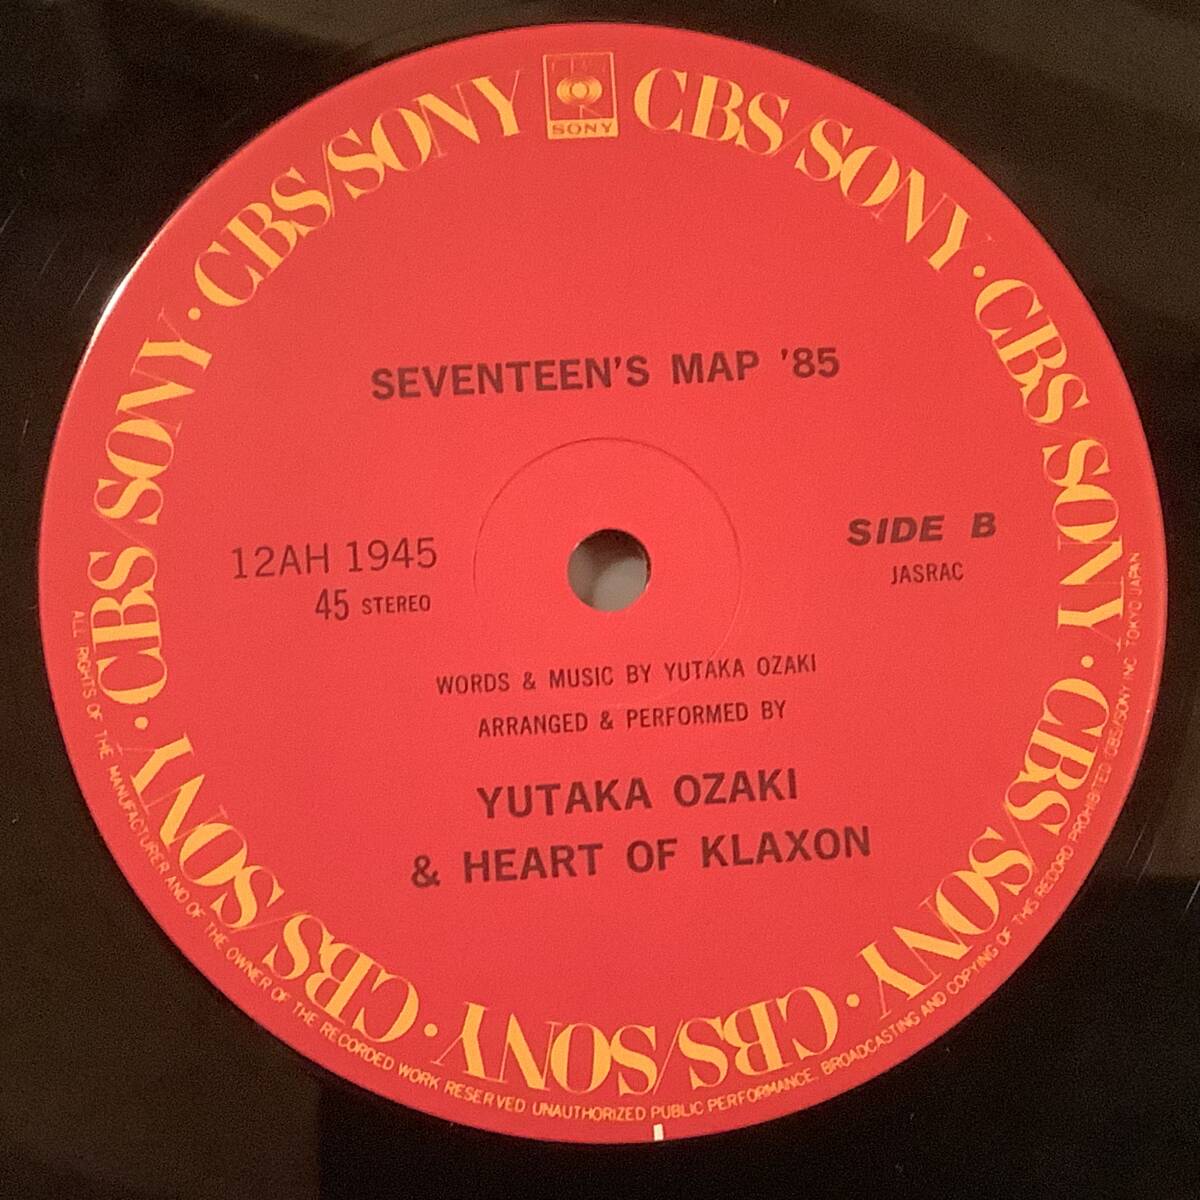 SONY
CBS/SONY · CBS/SONY · CBS/SONY · CBS/SONY · CBS/SONY · CBS/SONY · CBS/SONY · CBS/SONY
SEVENTEEN'S MAP '85
12AH 1945
45 STEREO
SIDE B
JASRAC
WORDS & MUSIC BY YUTAKA OZAKI
ARRANGED & PERFORMED BY
YUTAKA OZAKI
& HEART OF KLAXON
ALL RIGHTS OF THE MANUFACTURER AND OF THE OWNER OF THE RECORDED WORK RESERVED UNAUTHORIZED PUBLIC PERFORMANCE, BROADCASTING AND COPYING OF THIS RECORD PROHIBITED CBS/SONY INC TOKYO JAPAN